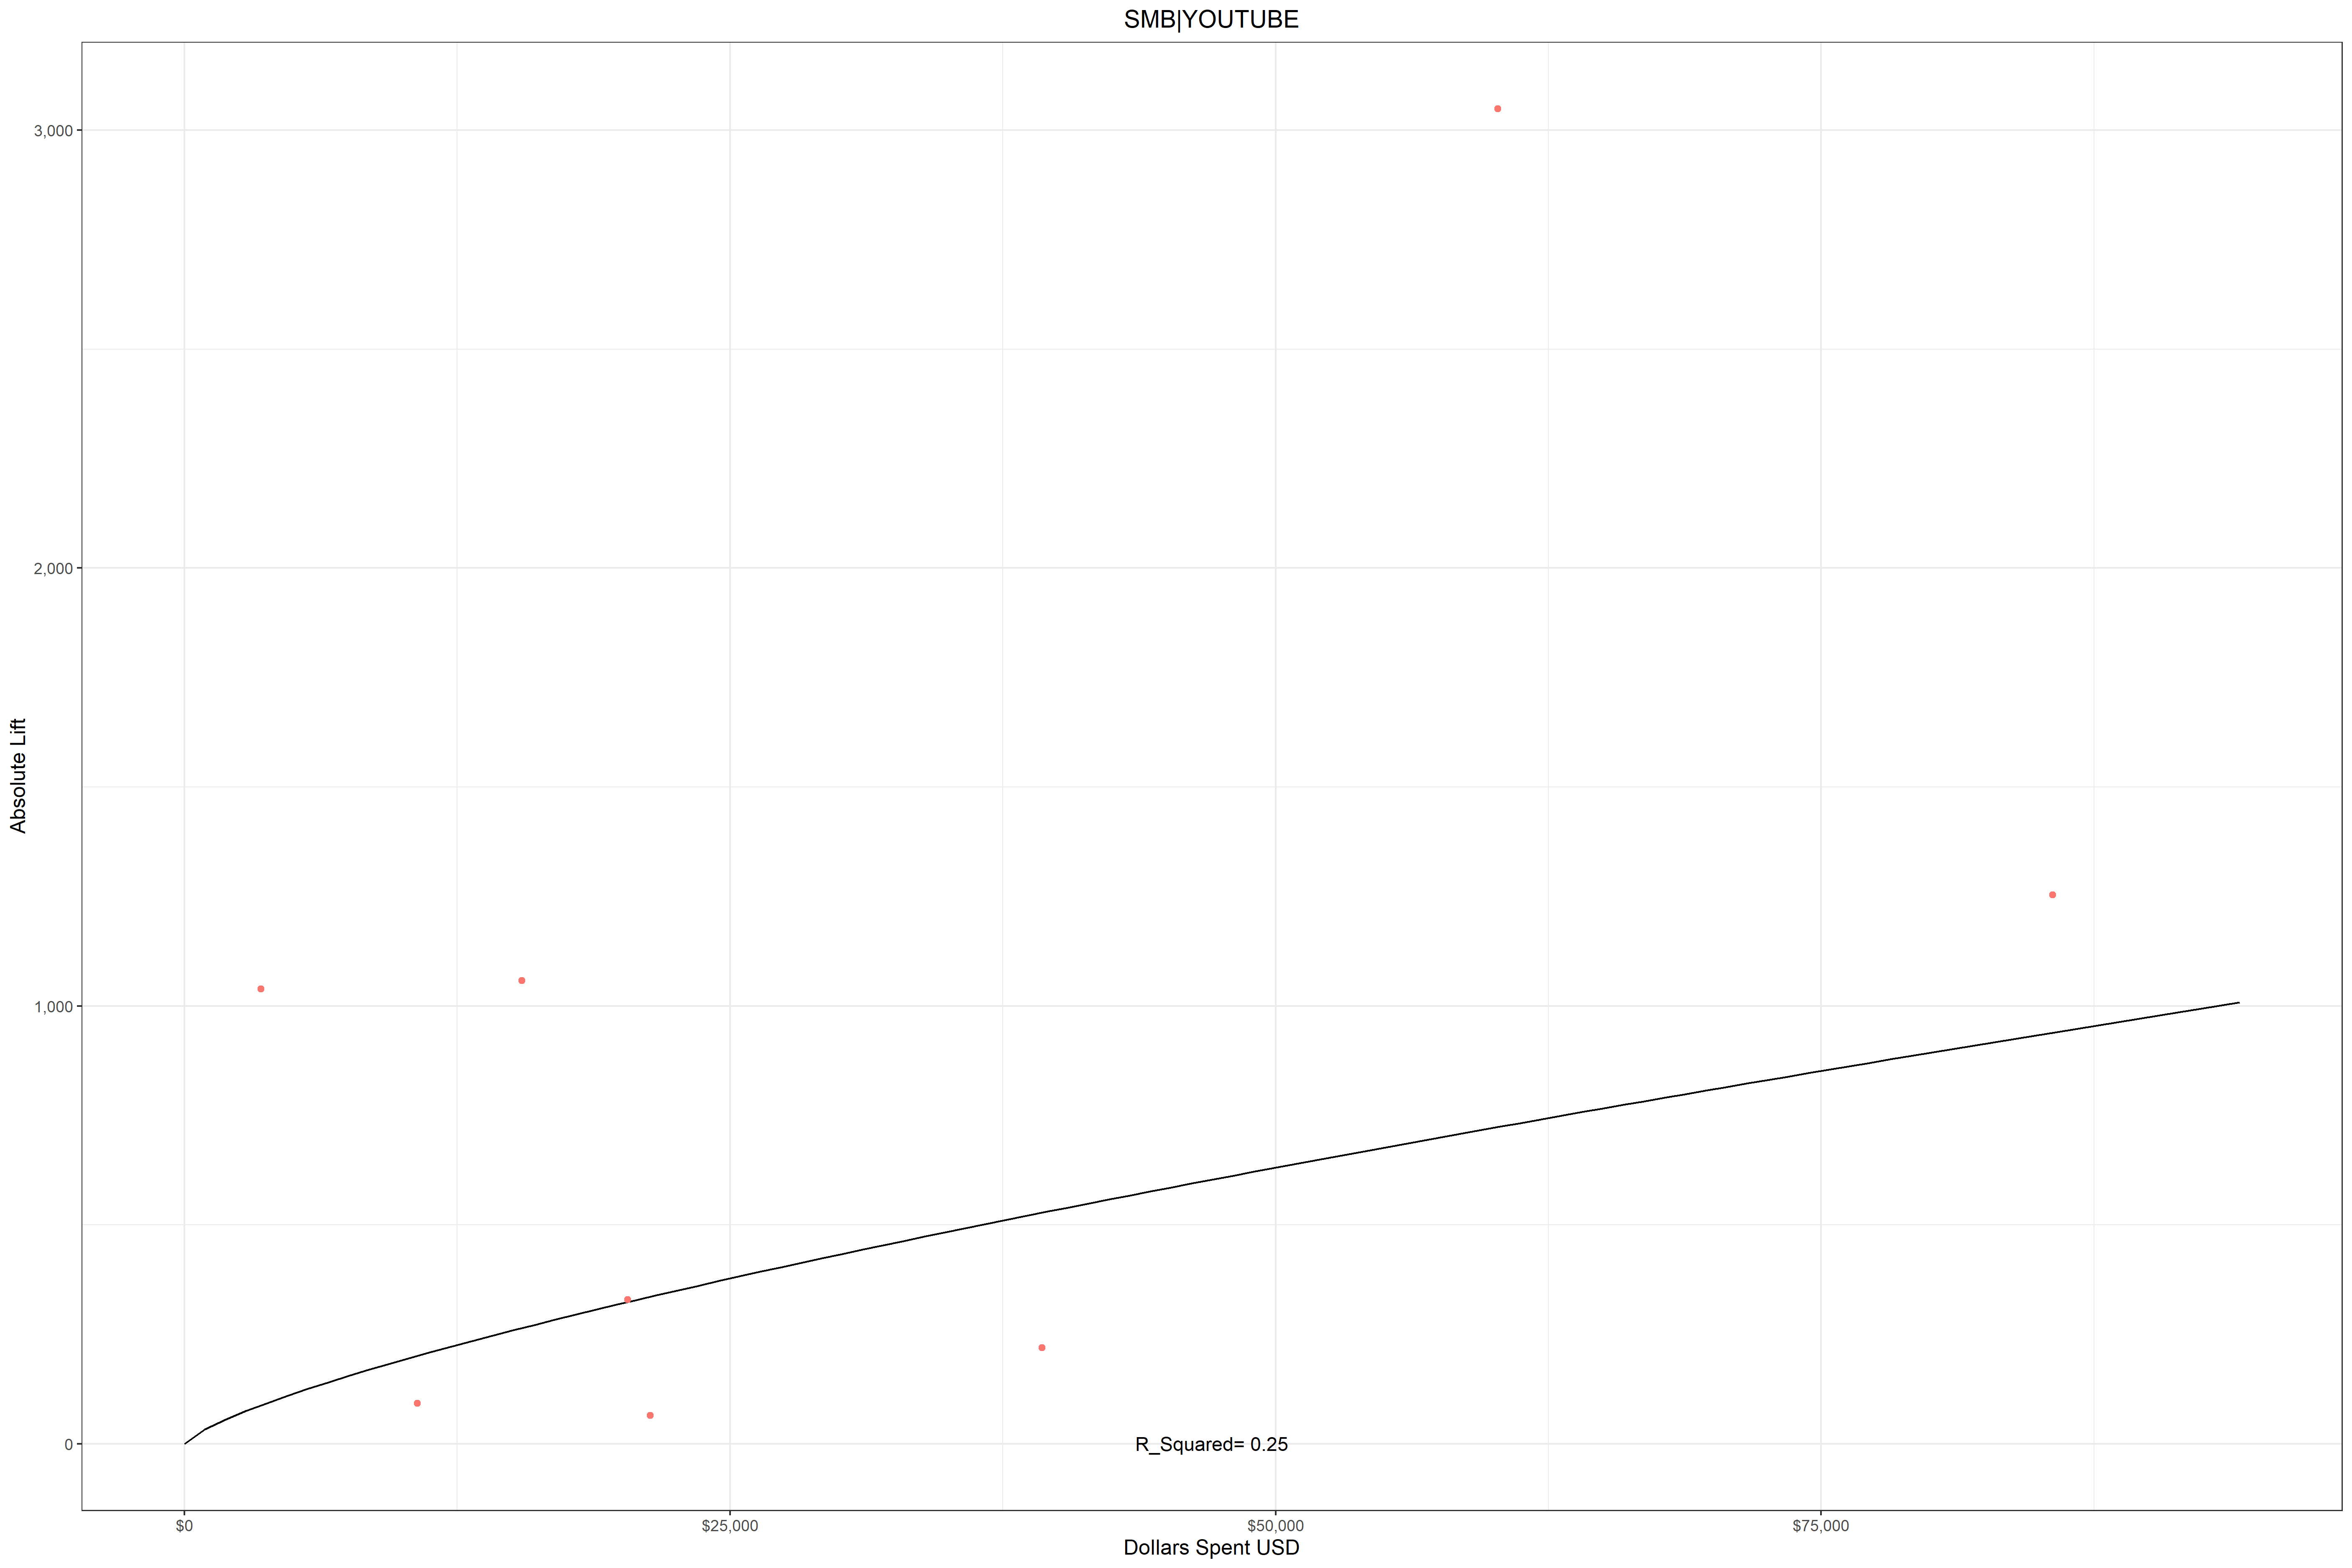 SMB|YOUTUBE
3,000
2,000
1,000
0
Absolute Lift
R_Squared= 0.25
$0
$25,000
$50,000
$75,000
Dollars Spent USD